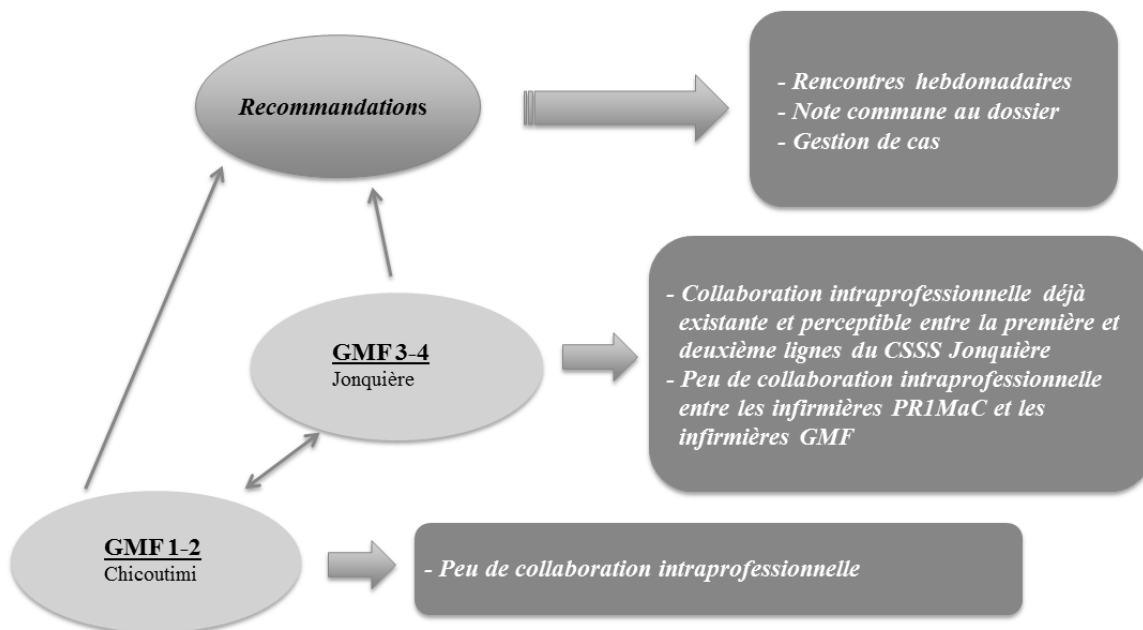 Recommandations
- Rencontres hebdomadaires
- Note commune au dossier
- Gestion de cas
GMF 3-4
Jonquière
- Collaboration intraprofessionnelle déjà
existante et perceptible entre la première et
deuxième lignes du CSSS Jonquière
- Peu de collaboration intraprofessionnelle
entre les infirmières PR1MaC et les
infirmières GMF
GMF 1-2
Chicoutimi
- Peu de collaboration intraprofessionnelle